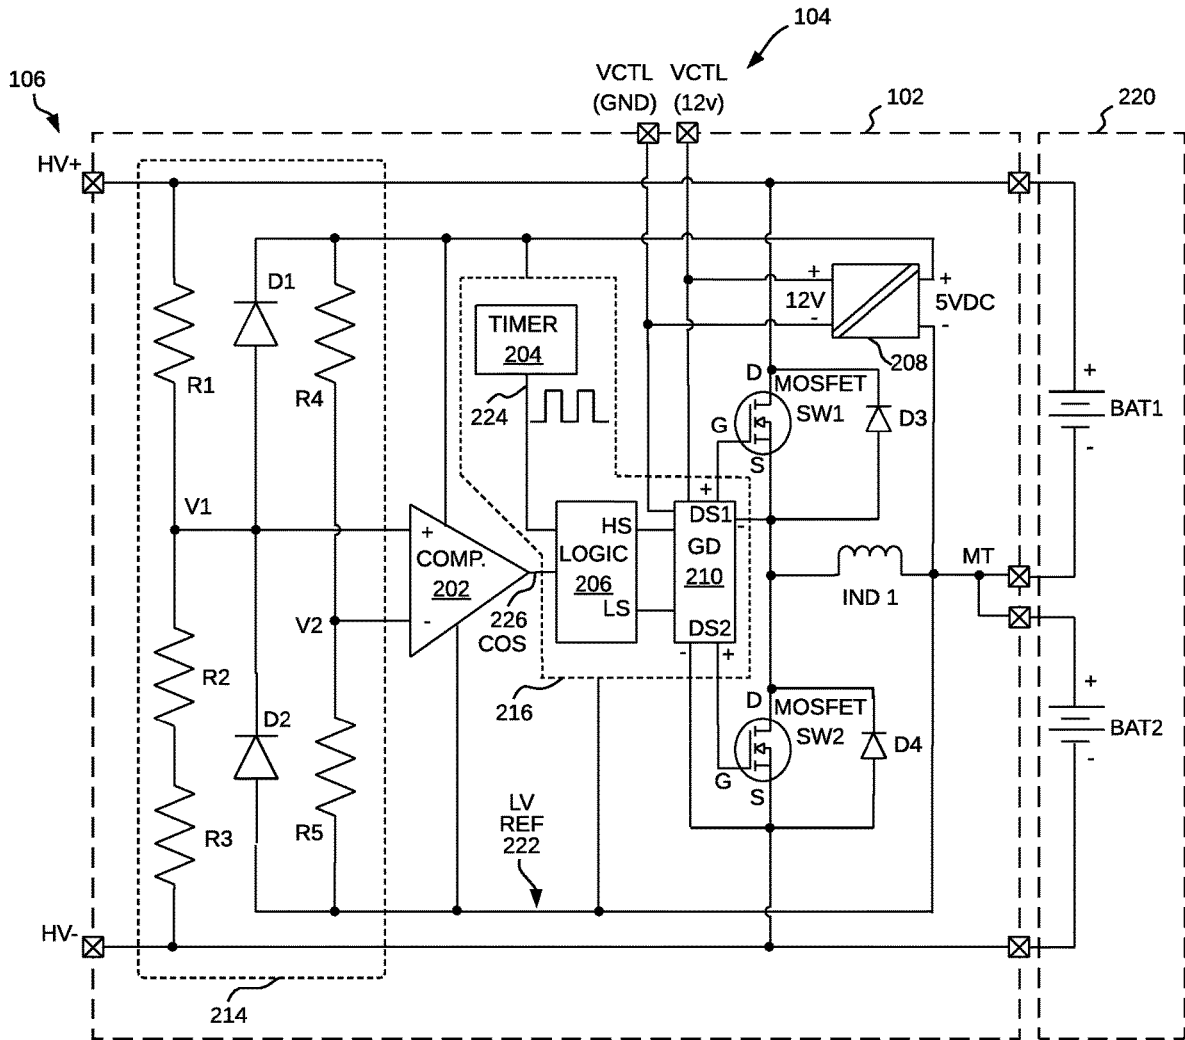 104
106
VCTL
(GND)
VCTL
(12v)
102
220
HV+
D1
+
12V
-
+
5VDC
-
TIMER
204
208
R1
R4
224
D
MOSFET
SW1
G
S
D3
+
BAT1
-
V1
+
COMP.
202
-
HS
LOGIC
206
LS
+
DS1
-
GD
210
DS2
-
+
MT
IND 1
V2
226
COS
R2
216
D
MOSFET
SW2
G
S
D4
+
BAT2
-
D2
R3
R5
LV
REF
222
HV-
214